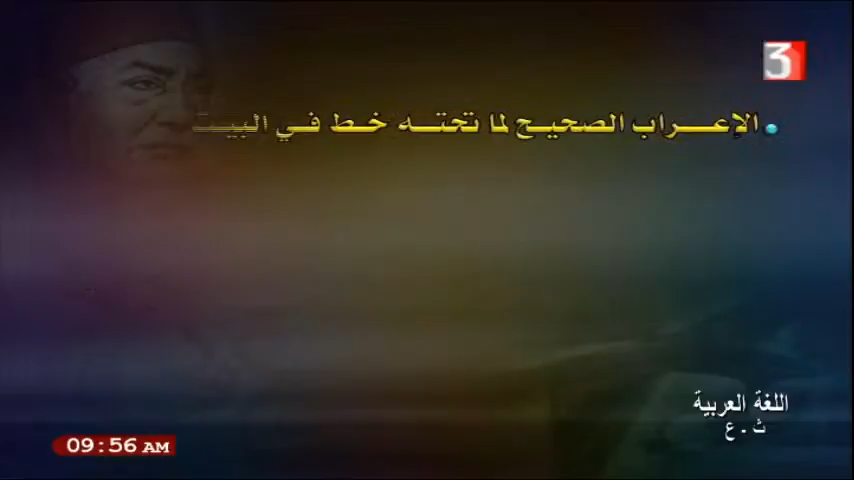 3
الإعراب الصحيح لما تحته خط في البيت
اللغة العربية
ث . ع
09:56 AM